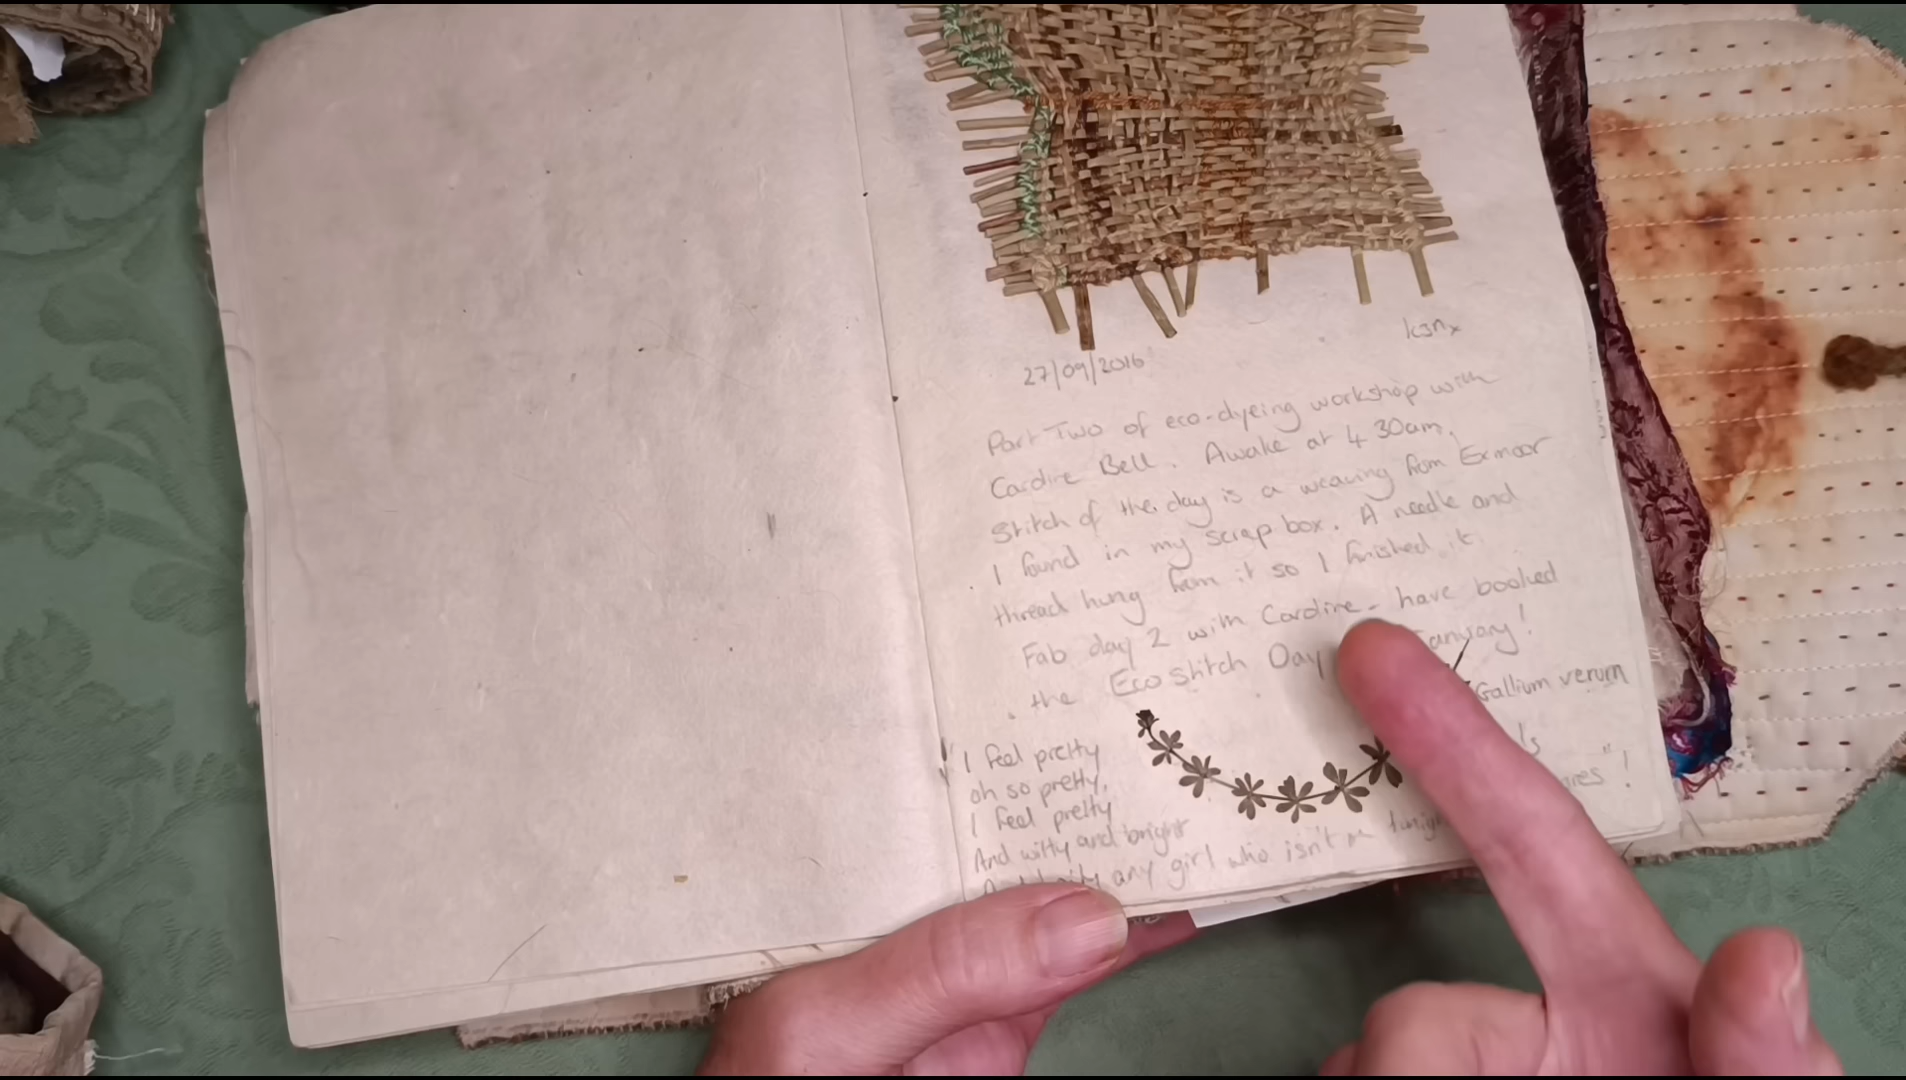 27/09/2016
Part Two of eco-dyeing workshop with
Caroline Bell. Awake at 4 30am.
Stitch of the day is a weaving from Exmoor
I found in my scrap box. A needle and
thread hung from it so I finished it.
Fab day 2 with Caroline - have booked
the Eco stitch Day January!
Gallium verum
I feel pretty
oh so pretty,
I feel pretty
And witty and bright
any girl who isn't me